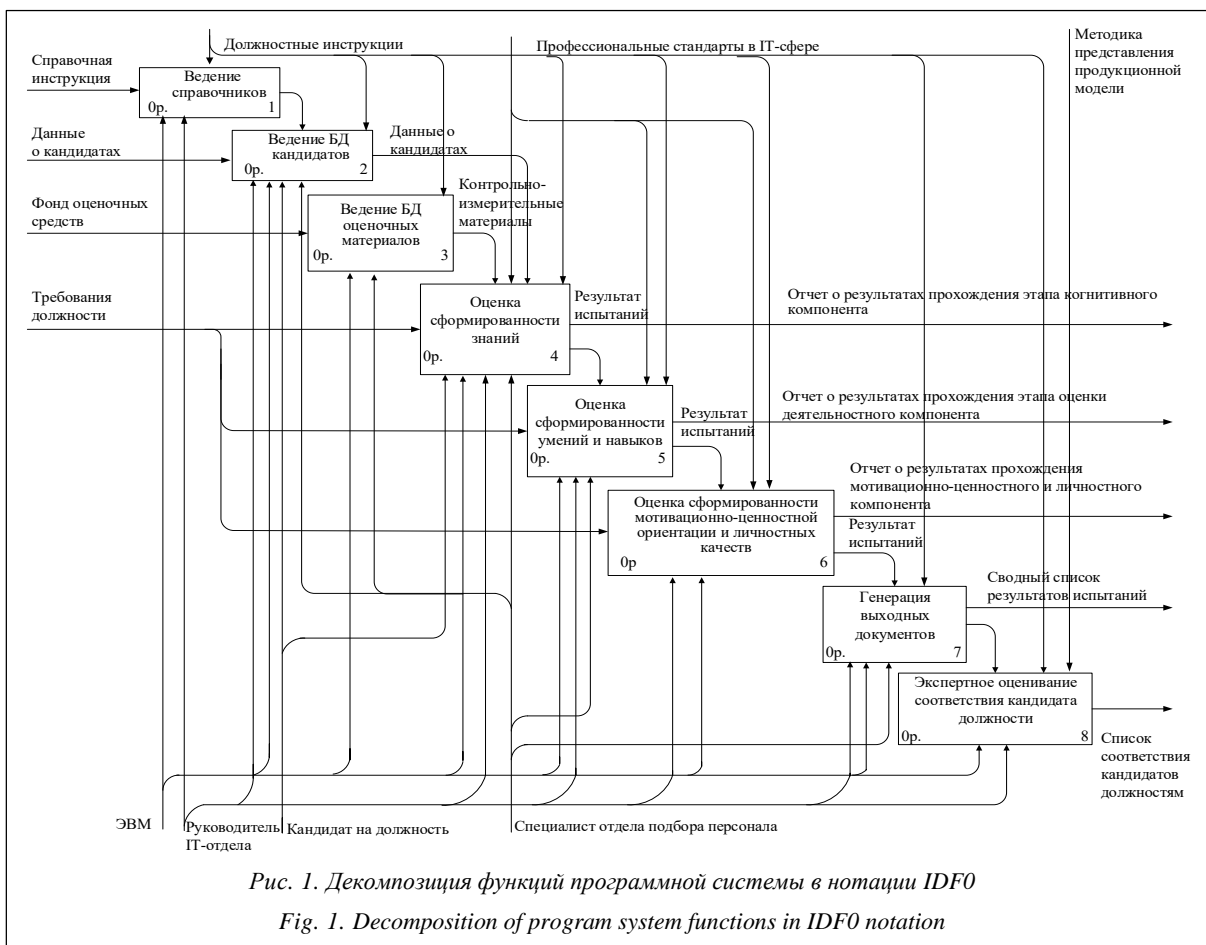 Должностные инструкции
Профессиональные стандарты в IT-сфере
Методика
представления
продукционной
модели
Справочная
инструкция
Ведение
справочников
0р. 1
Данные
о кандидатах
Ведение БД
кандидатов
0р. 2
Данные о
кандидатах
Фонд оценочных
средств
Ведение БД
оценочных
материалов
0р. 3
Контрольно-
измерительные
материалы
Требования
должности
Оценка
сформированности
знаний
0р. 4
Результат
испытаний
Отчет о результатах прохождения этапа когнитивного
компонента
Оценка
сформированности
умений и навыков
0р. 5
Результат
испытаний
Отчет о результатах прохождения этапа оценки
деятельностного компонента
Оценка сформированности
мотивационно-ценностной
ориентации и личностных
качеств
0р 6
Отчет о результатах прохождения
мотивационно-ценностного и личностного
компонента
Результат
испытаний
Генерация
выходных
документов
0р. 7
Сводный список
результатов испытаний
Экспертное оценивание
соответствия кандидата
должности
0р. 8
Список
соответствия
кандидатов
должностям
ЭВМ
Руководитель
IT-отдела
Кандидат на должность
Специалист отдела подбора персонала
Рис. 1. Декомпозиция функций программной системы в нотации IDF0
Fig. 1. Decomposition of program system functions in IDF0 notation